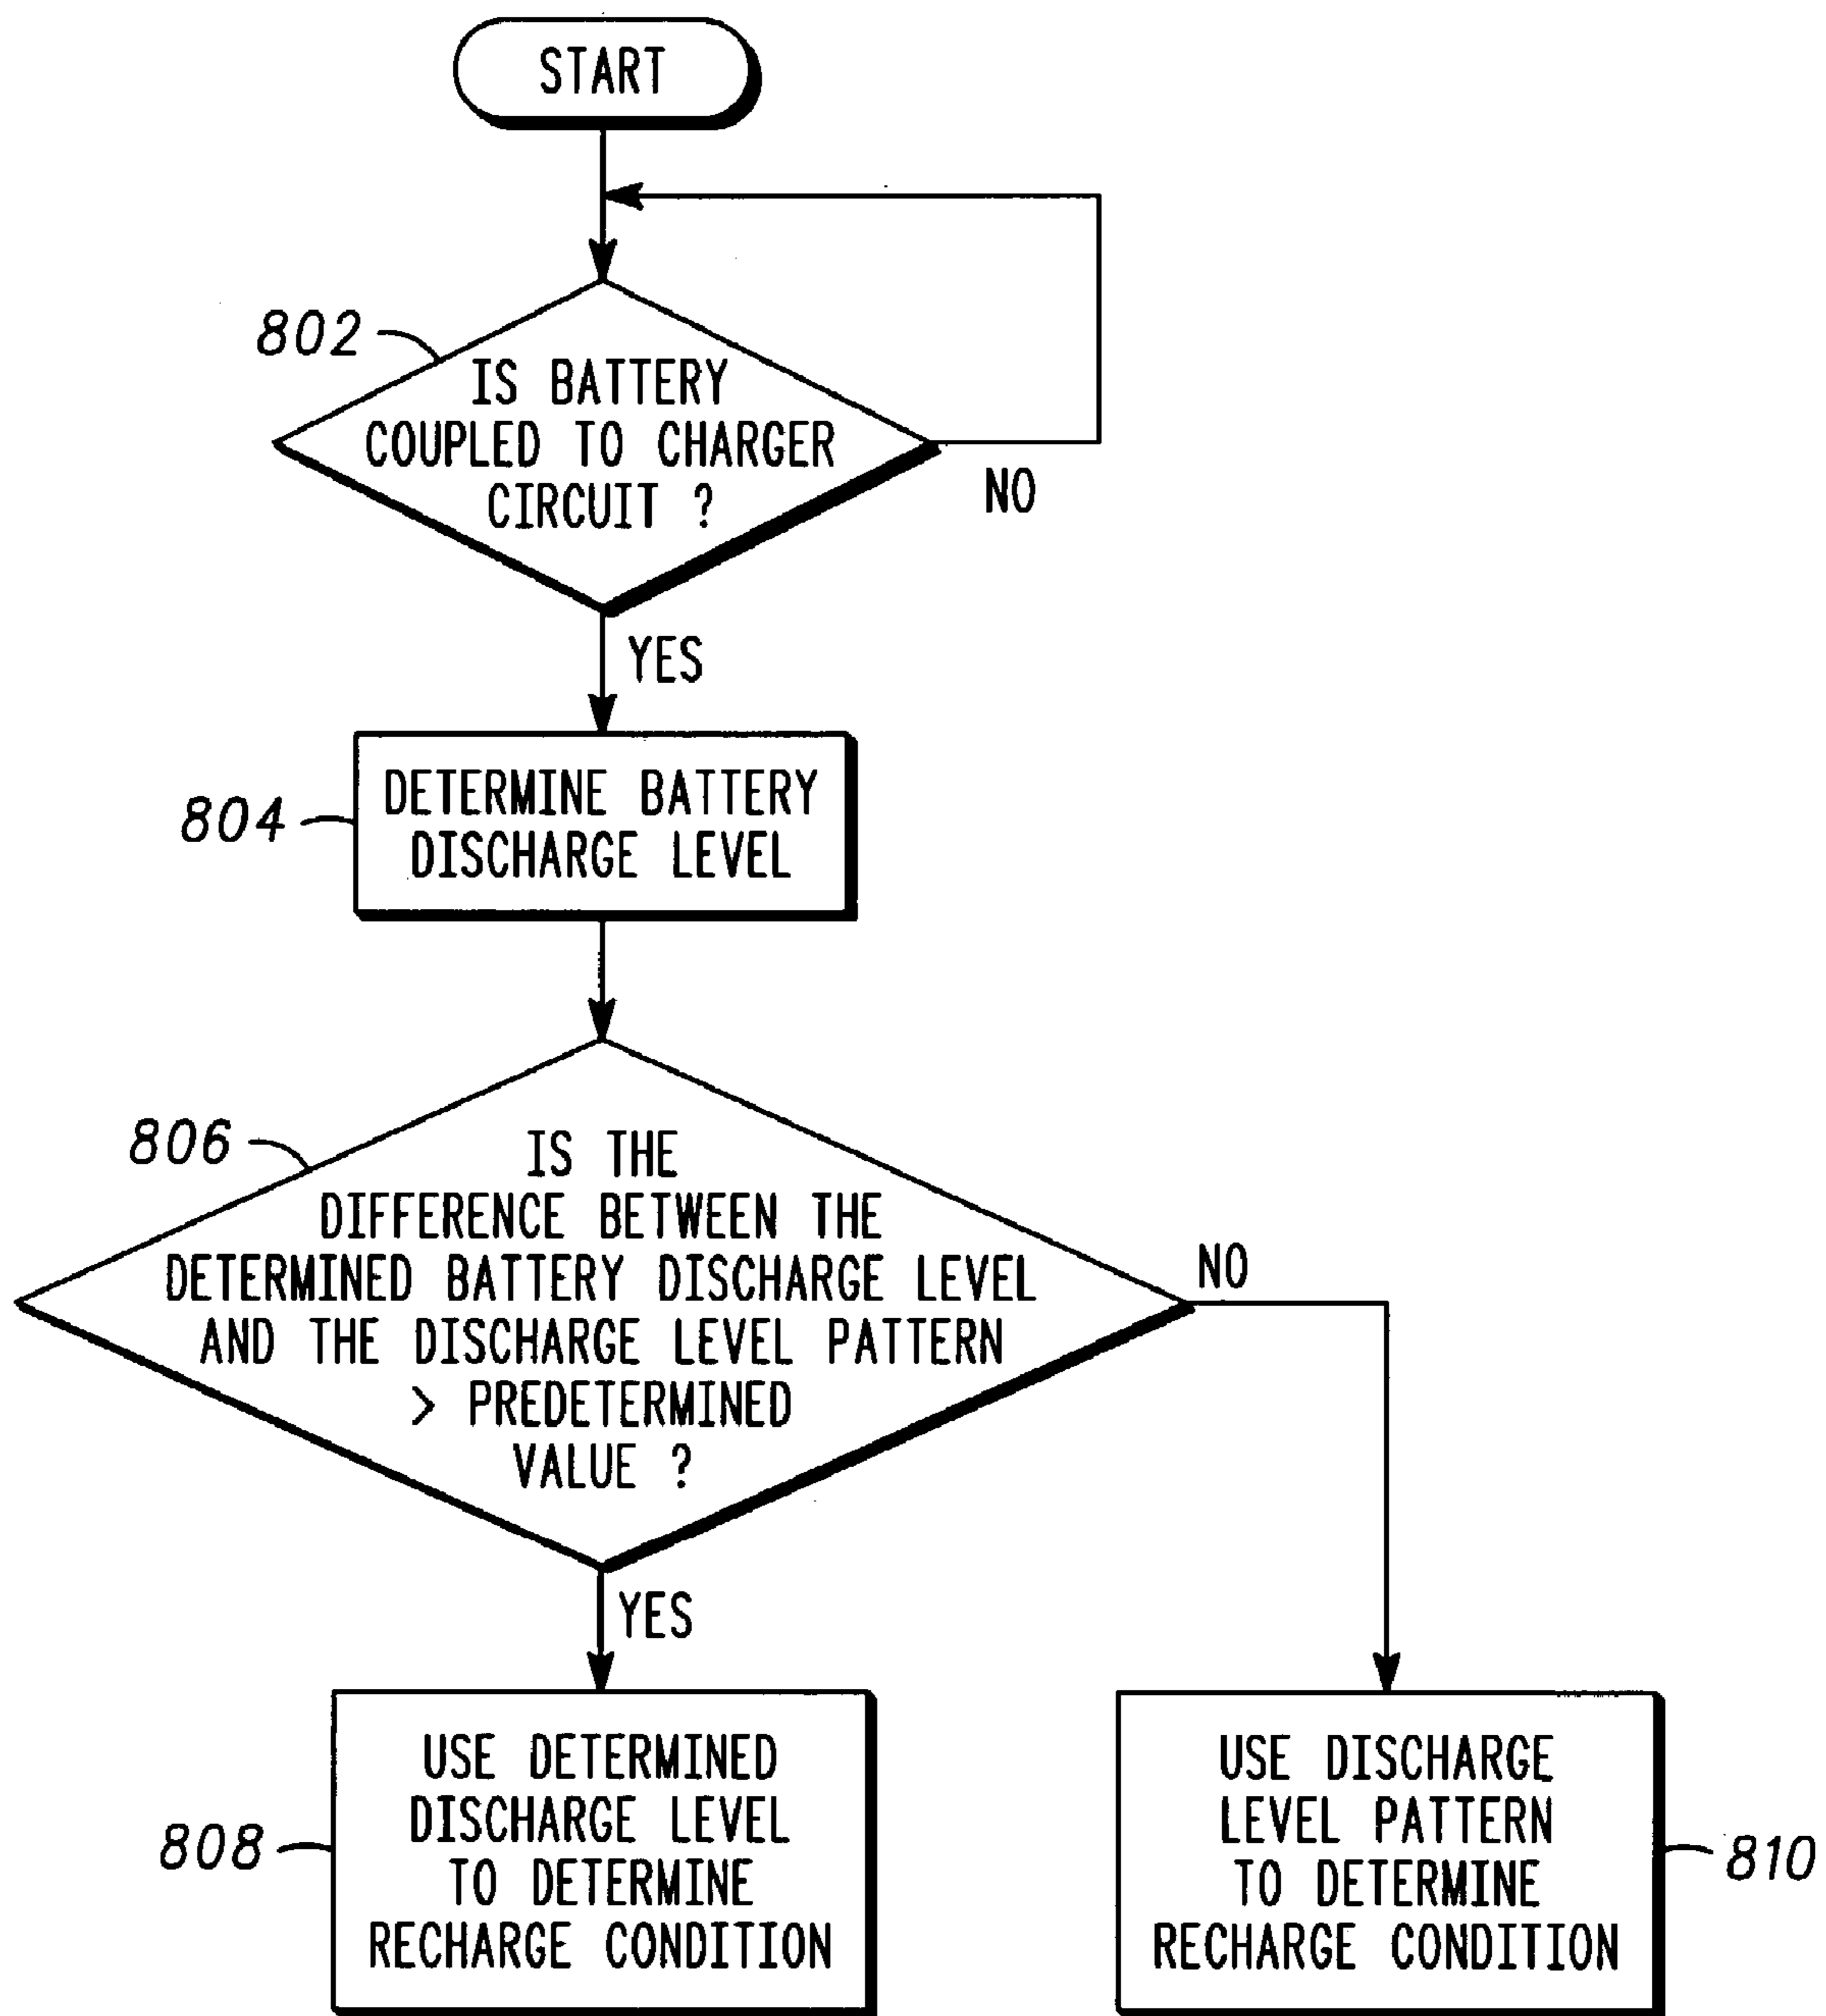 START
802
IS BATTERY
COUPLED TO CHARGER
CIRCUIT ?
NO
YES
804
DETERMINE BATTERY
DISCHARGE LEVEL
806
IS THE
DIFFERENCE BETWEEN THE
DETERMINED BATTERY DISCHARGE LEVEL
AND THE DISCHARGE LEVEL PATTERN
> PREDETERMINED
VALUE ?
NO
YES
808
USE DETERMINED
DISCHARGE LEVEL
TO DETERMINE
RECHARGE CONDITION
USE DISCHARGE
LEVEL PATTERN
TO DETERMINE
RECHARGE CONDITION
810